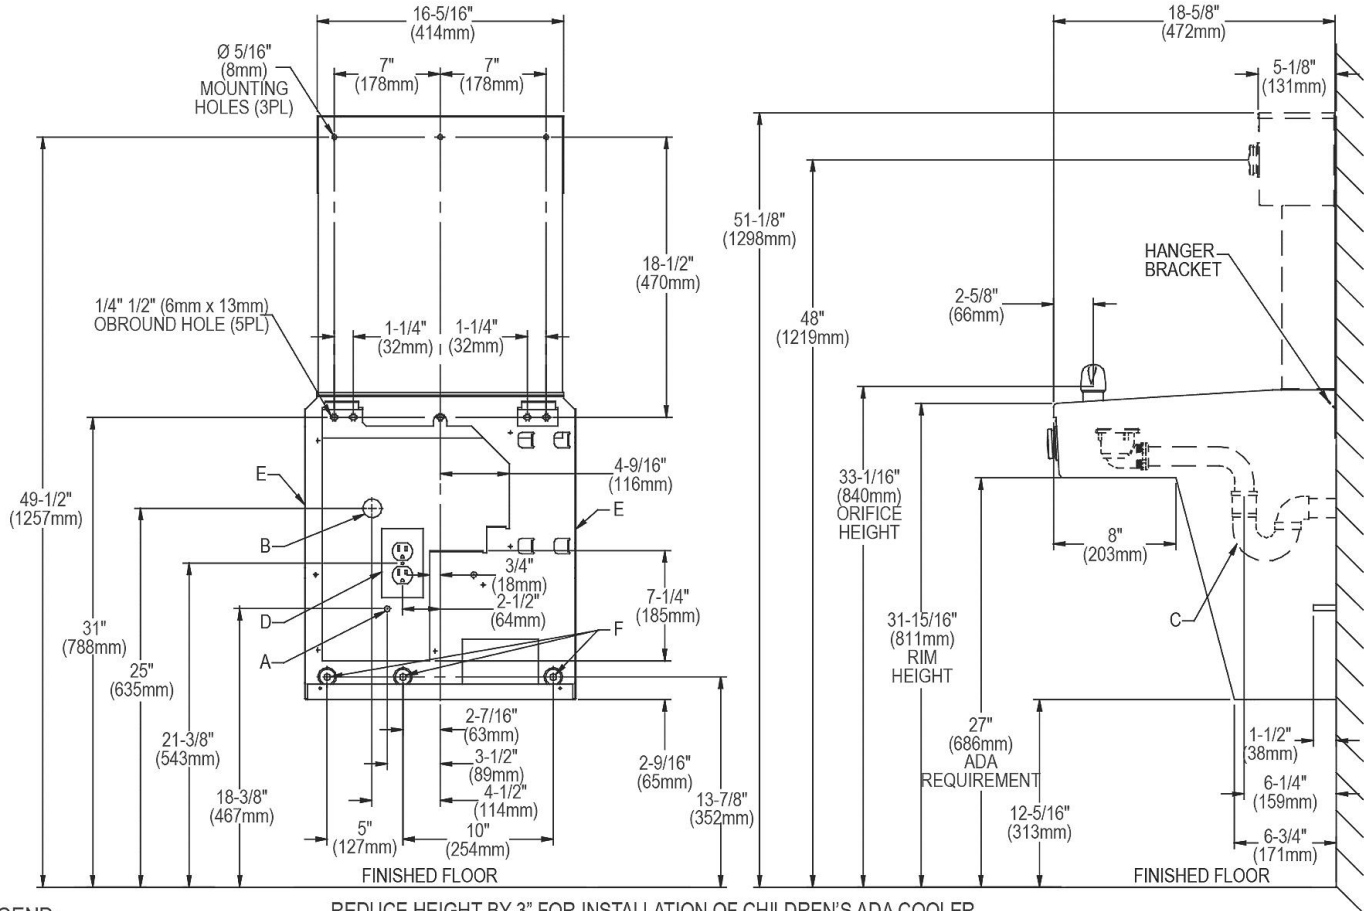 16-5/16"
(414mm)
Ø 5/16"
(8mm)
MOUNTING
HOLES (3PL)
7"
(178mm)
7"
(178mm)
18-1/2"
(470mm)
1/4" 1/2" (6mm x 13mm)
OBROUND HOLE (5PL)
1-1/4"
(32mm)
1-1/4"
(32mm)
49-1/2"
(1257mm)
E
B
D
A
E
F
4-9/16"
(116mm)
3/4"
(18mm)
2-1/2"
(64mm)
7-1/4"
(185mm)
31"
(788mm)
25"
(635mm)
21-3/8"
(543mm)
18-3/8"
(467mm)
2-7/16"
(63mm)
3-1/2"
(89mm)
4-1/2"
(114mm)
5"
(127mm)
10"
(254mm)
2-9/16"
(65mm)
13-7/8"
(352mm)
FINISHED FLOOR
18-5/8"
(472mm)
5-1/8"
(131mm)
51-1/8"
(1298mm)
48"
(1219mm)
HANGER
BRACKET
2-5/8"
(66mm)
33-1/16"
(840mm)
ORIFICE
HEIGHT
8"
(203mm)
C
31-15/16"
(811mm)
RIM
HEIGHT
27"
(686mm)
ADA
REQUIREMENT
12-5/16"
(313mm)
1-1/2"
(38mm)
6-1/4"
(159mm)
6-3/4"
(171mm)
FINISHED FLOOR
REDUCE HEIGHT BY 3" FOR INSTALLATION OF CHILDREN'S ADA COOLER